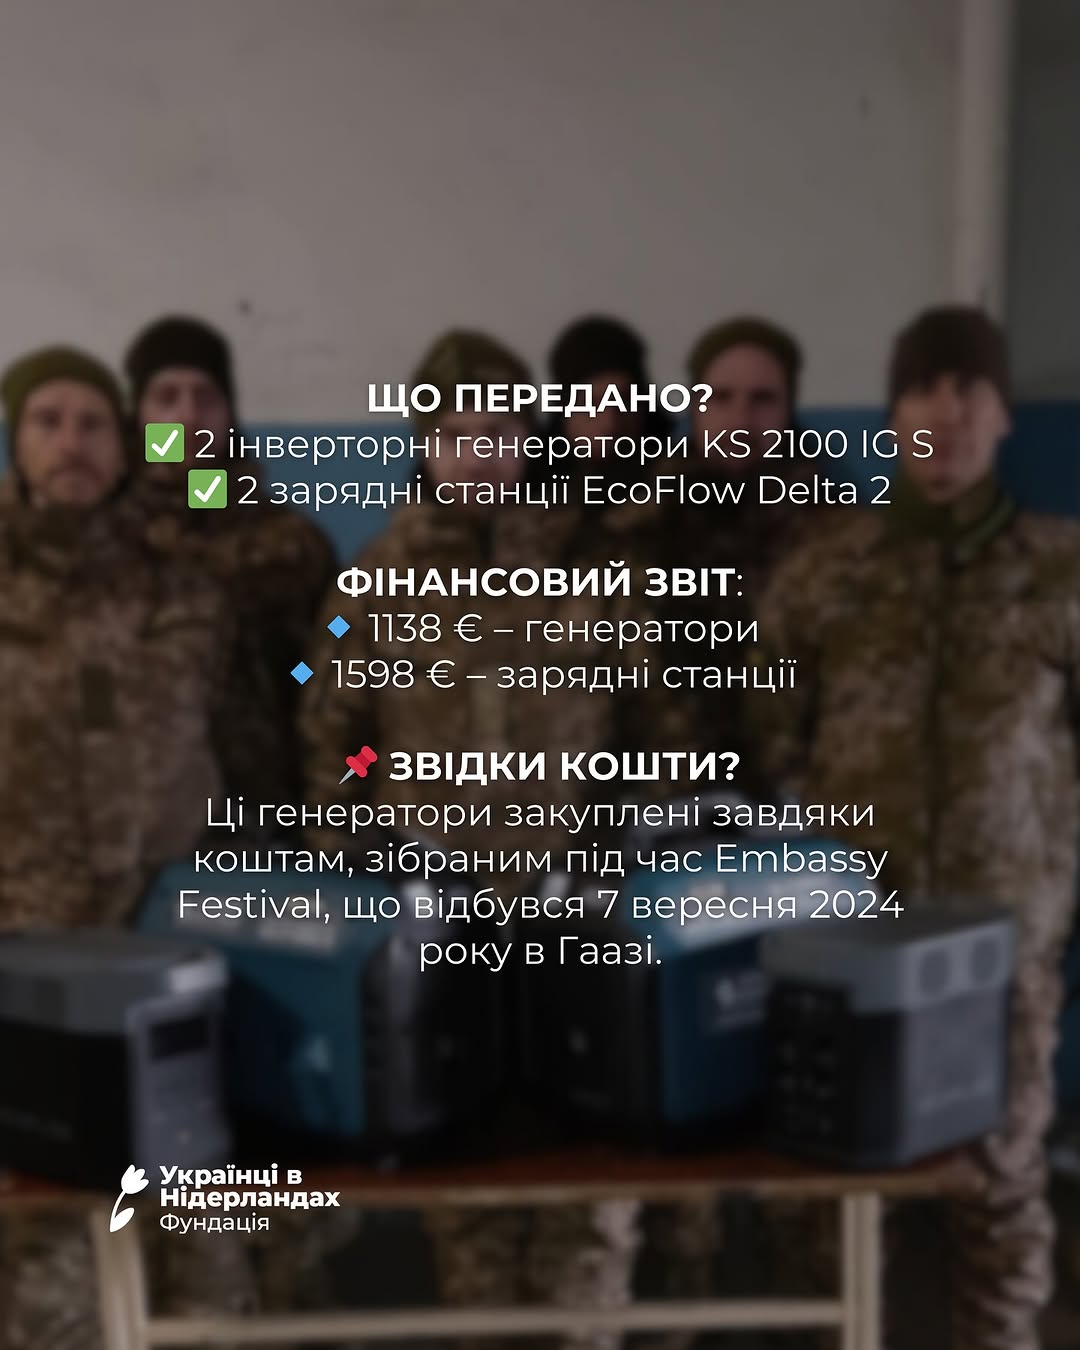 ЩО ПЕРЕДАНО?
✅ 2 інверторні генератори KS 2100 IG S
✅ 2 зарядні станції EcoFlow Delta 2
ФІНАНСОВИЙ ЗВІТ:
🔹 1138 € – генератори
🔹 1598 € – зарядні станції
📌 ЗВІДКИ КОШТИ?
Ці генератори закуплені завдяки
коштам, зібраним під час Embassy
Festival, що відбувся 7 вересня 2024
року в Гаазі.
Українці в
Нідерландах
Фундація